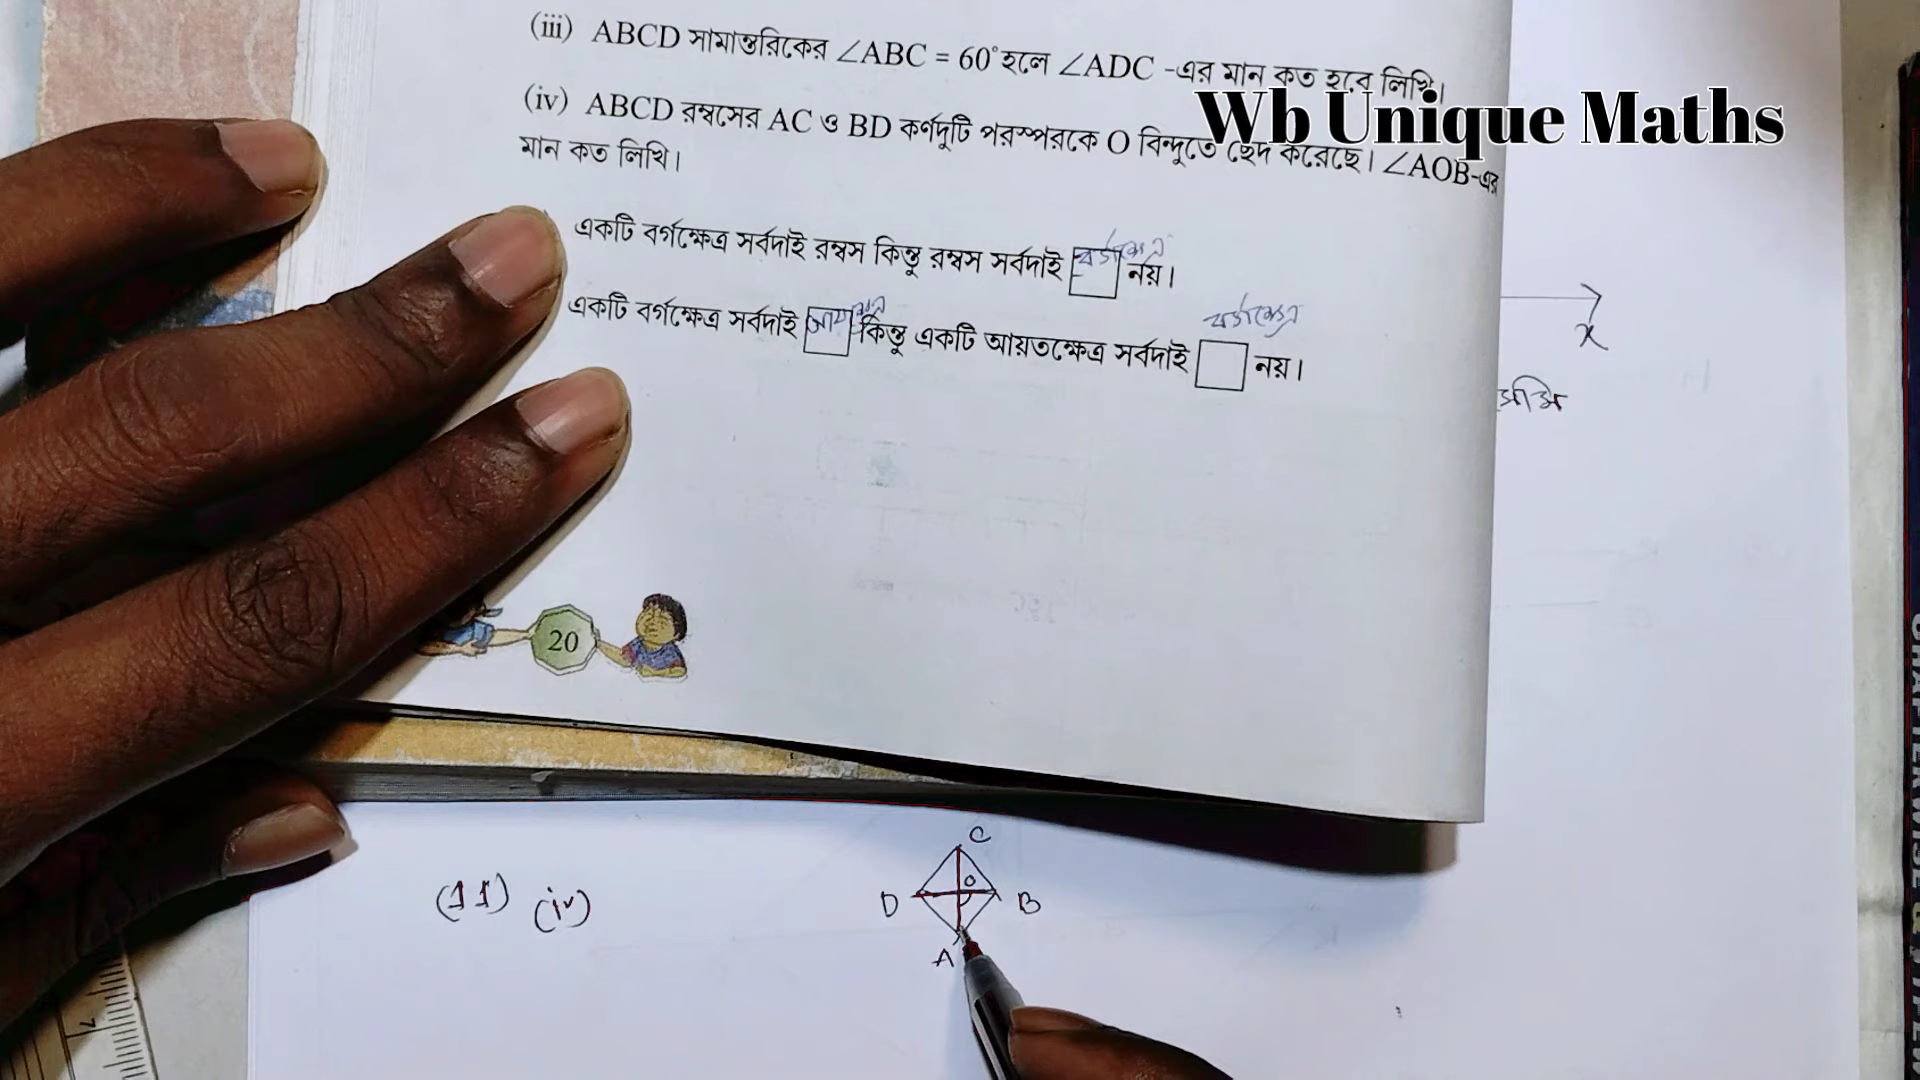 (iii) ABCD সামান্তরিকের ∠ABC = 60° হলে ∠ADC -এর মান কত হবে লিখি।
(iv) ABCD রম্বসের AC ও BD কর্ণদুটি পরস্পরকে O বিন্দুতে ছেদ করেছে। ∠AOB-এর
মান কত লিখি।
Wb Unique Maths
একটি বর্গক্ষেত্র সর্বদাই রম্বস কিন্তু রম্বস সর্বদাই বর্গক্ষেত্র নয়।
একটি বর্গক্ষেত্র সর্বদাই কিন্তু একটি আয়তক্ষেত্র সর্বদাই বর্গক্ষেত্র নয়।
x
20
C
(11) (iv)
D
O
B
A